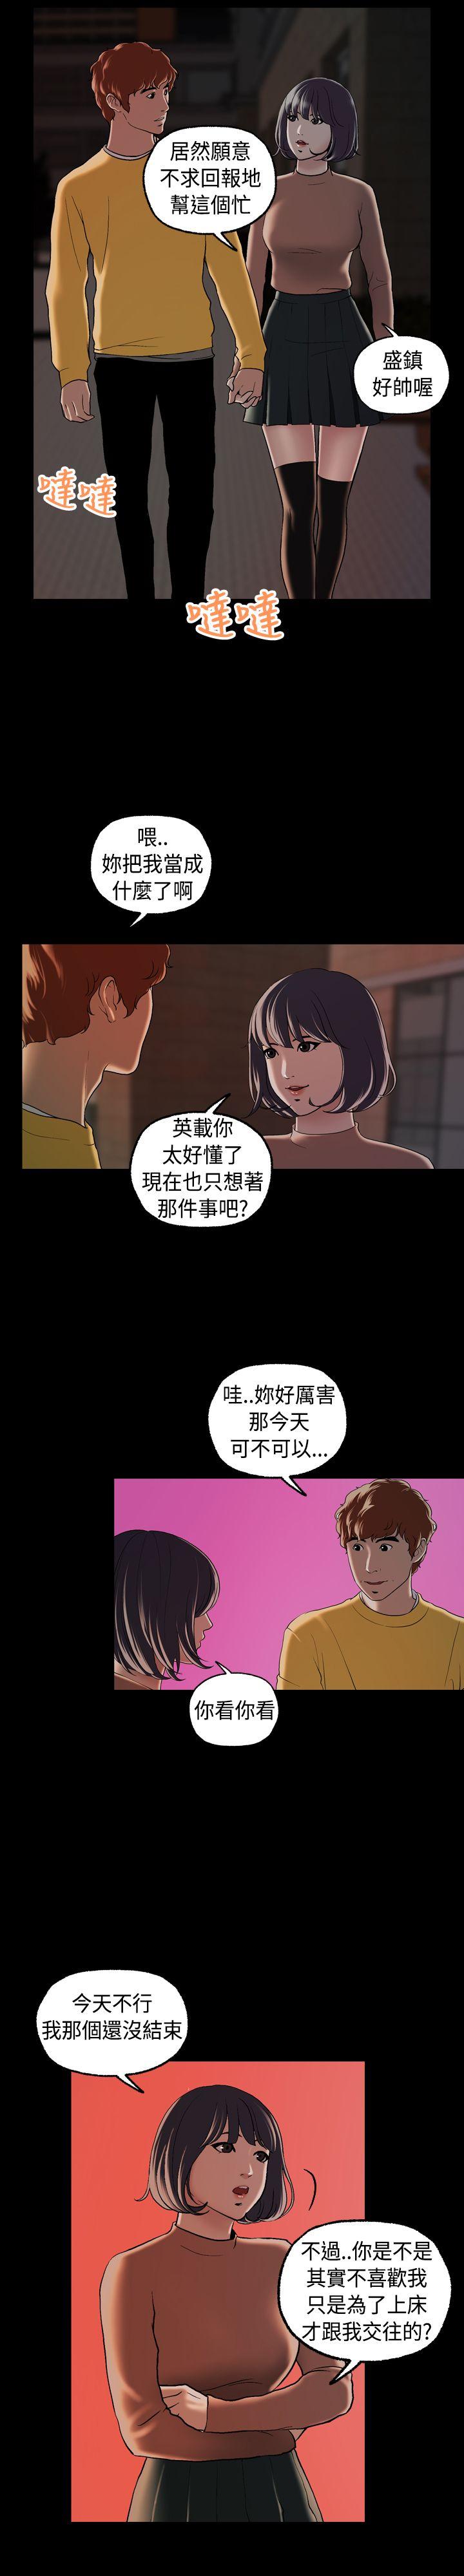 居然願意
不求回報地
幫這個忙
盛鎮
好帥喔
噠噠
噠噠
喂..
妳把我當成
什麼了啊
英載你
太好懂了
現在也只想著
那件事吧?
哇..妳好厲害
那今天
可不可以...
你看你看
今天不行
我那個還沒結束
不過..你是不是
其實不喜歡我
只是為了上床
才跟我交往的?